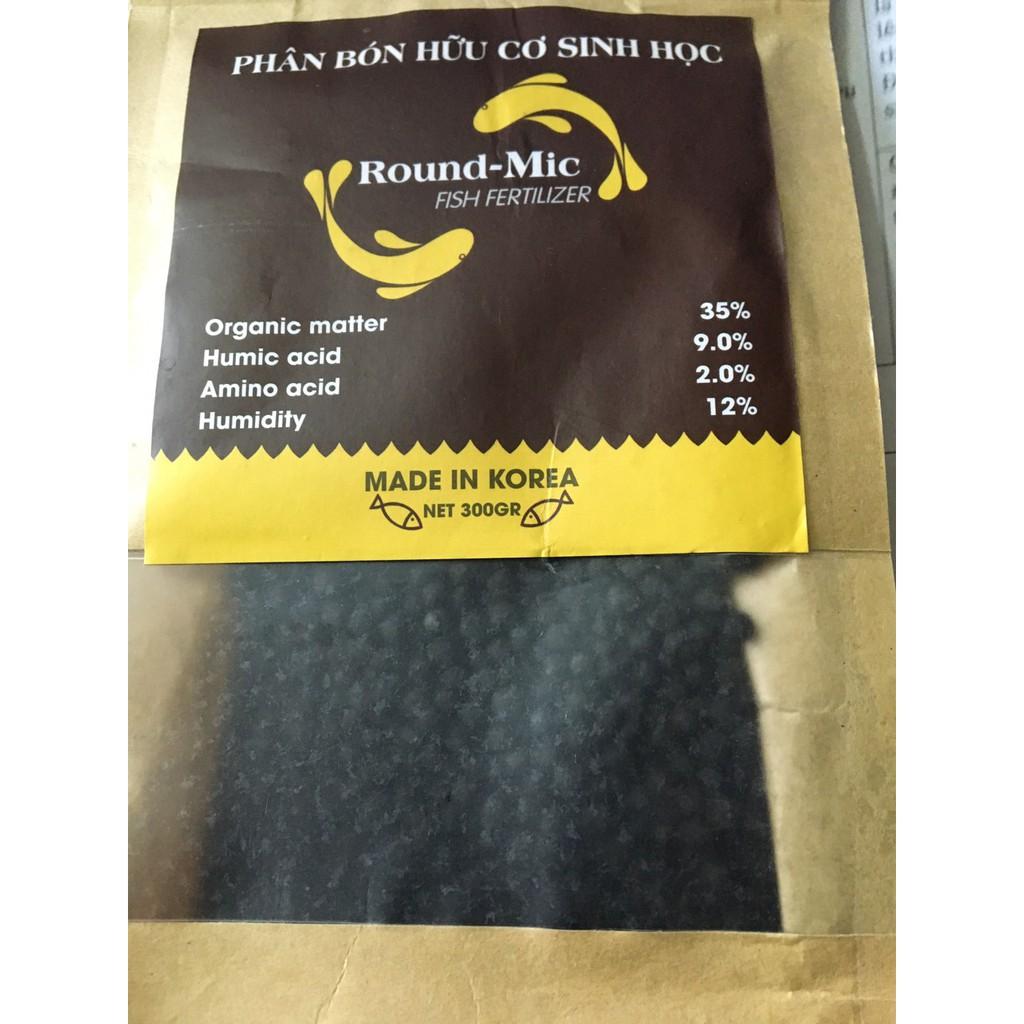 PHÂN BÓN HỮU CƠ SINH HỌC
Round-Mic
FISH FERTILIZER
Organic matter 35%
Humic acid 9.0%
Amino acid 2.0%
Humidity 12%
MADE IN KOREA
NET 300GR